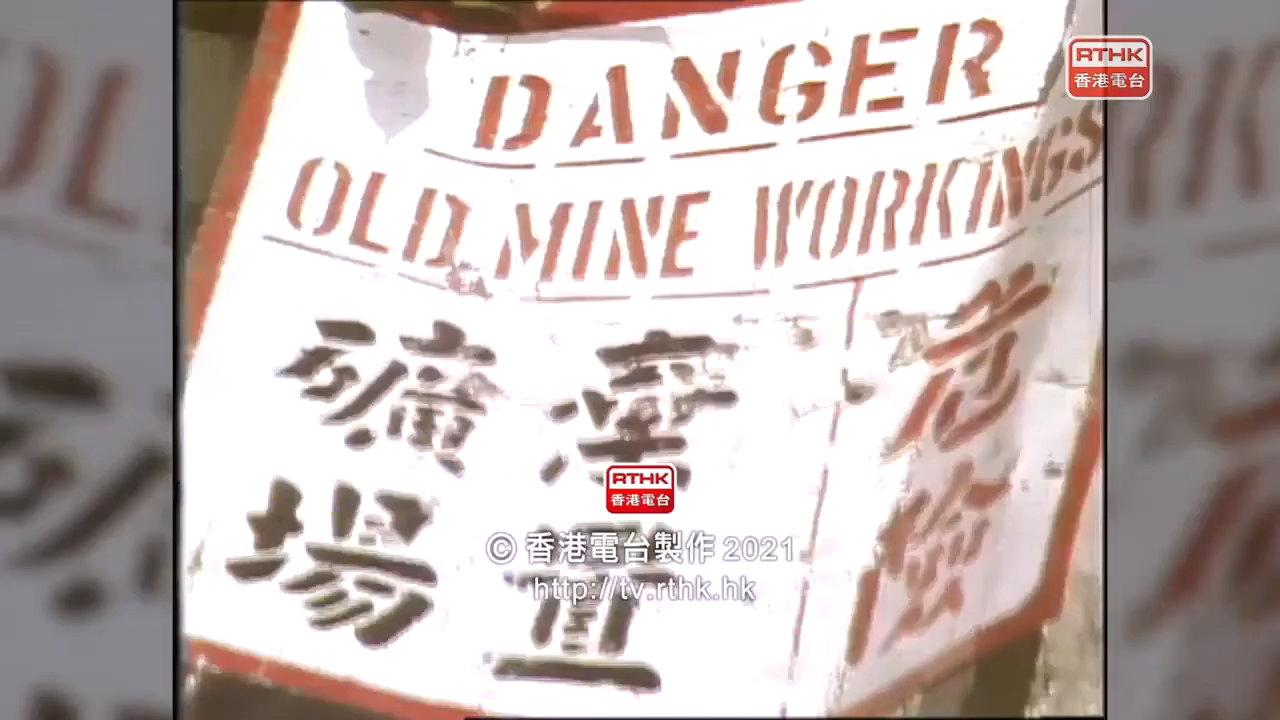 RTHK
香港電台
DANGER
OLD MINE WORKINGS
危險
廢置
礦場
RTHK
香港電台
© 香港電台製作 2021
http://tv.rthk.hk